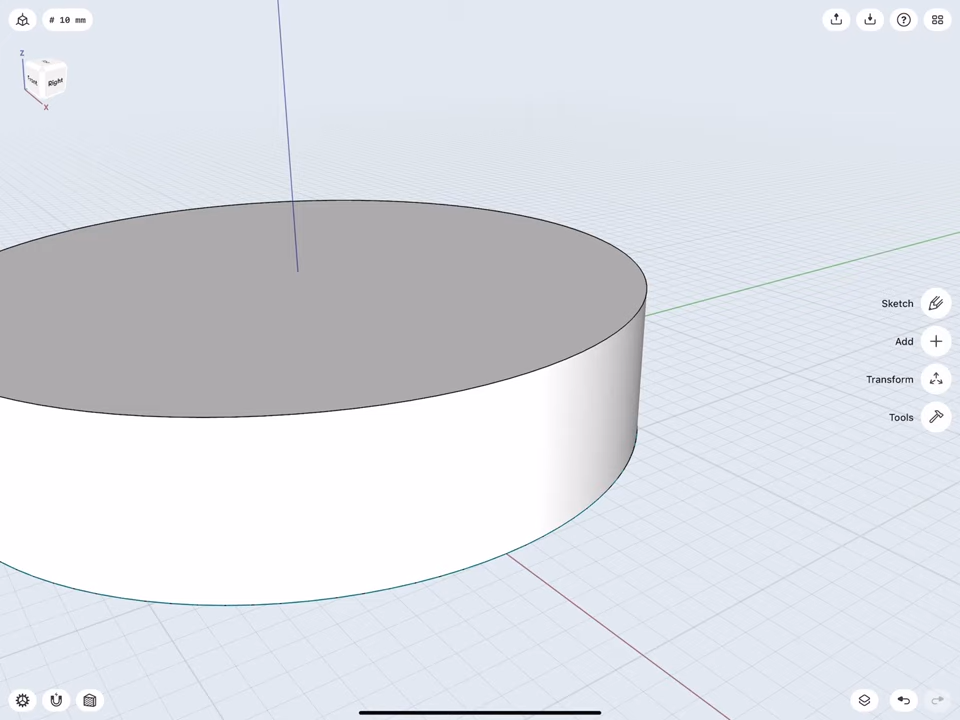 # 10 mm
Z
Front
Right
X
Sketch
Add
Transform
Tools